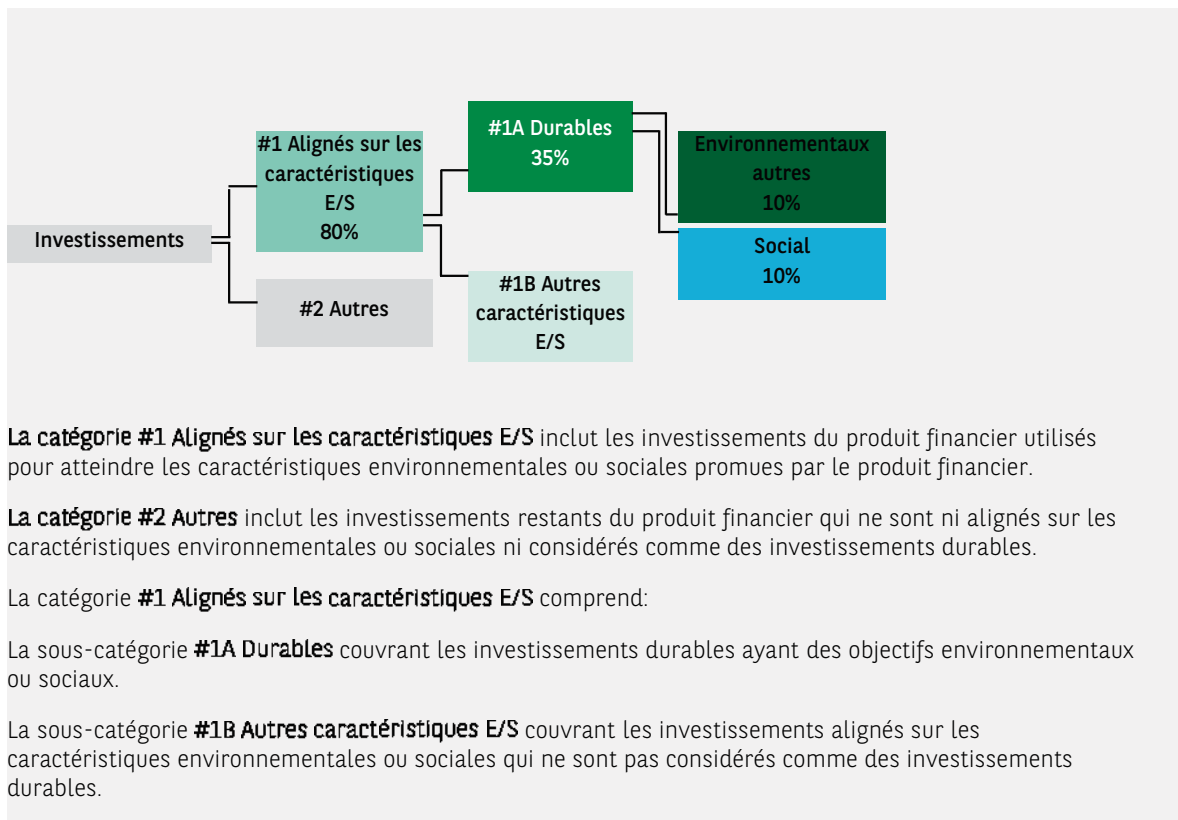 Investissements
#1 Alignés sur les
caractéristiques
E/S
80%
#2 Autres
#1A Durables
35%
#1B Autres
caractéristiques
E/S
Environnementaux
autres
10%
Social
10%
La catégorie #1 Alignés sur les caractéristiques E/S inclut les investissements du produit financier utilisés
pour atteindre les caractéristiques environnementales ou sociales promues par le produit financier.
La catégorie #2 Autres inclut les investissements restants du produit financier qui ne sont ni alignés sur les
caractéristiques environnementales ou sociales ni considérés comme des investissements durables.
La catégorie #1 Alignés sur les caractéristiques E/S comprend:
La sous-catégorie #1A Durables couvrant les investissements durables ayant des objectifs environnementaux
ou sociaux.
La sous-catégorie #1B Autres caractéristiques E/S couvrant les investissements alignés sur les
caractéristiques environnementales ou sociales qui ne sont pas considérés comme des investissements
durables.